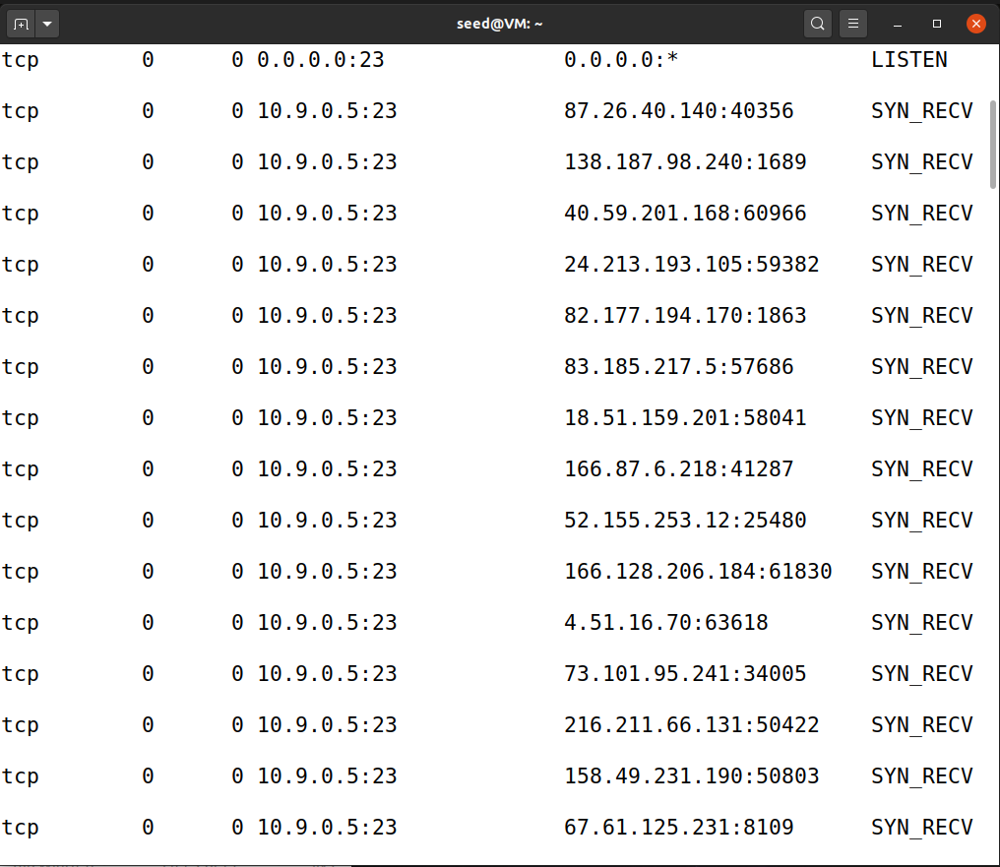 seed@VM: ~
tcp 0 0 0.0.0.0:23 0.0.0.0:* LISTEN
tcp 0 0 10.9.0.5:23 87.26.40.140:40356 SYN_RECV
tcp 0 0 10.9.0.5:23 138.187.98.240:1689 SYN_RECV
tcp 0 0 10.9.0.5:23 40.59.201.168:60966 SYN_RECV
tcp 0 0 10.9.0.5:23 24.213.193.105:59382 SYN_RECV
tcp 0 0 10.9.0.5:23 82.177.194.170:1863 SYN_RECV
tcp 0 0 10.9.0.5:23 83.185.217.5:57686 SYN_RECV
tcp 0 0 10.9.0.5:23 18.51.159.201:58041 SYN_RECV
tcp 0 0 10.9.0.5:23 166.87.6.218:41287 SYN_RECV
tcp 0 0 10.9.0.5:23 52.155.253.12:25480 SYN_RECV
tcp 0 0 10.9.0.5:23 166.128.206.184:61830 SYN_RECV
tcp 0 0 10.9.0.5:23 4.51.16.70:63618 SYN_RECV
tcp 0 0 10.9.0.5:23 73.101.95.241:34005 SYN_RECV
tcp 0 0 10.9.0.5:23 216.211.66.131:50422 SYN_RECV
tcp 0 0 10.9.0.5:23 158.49.231.190:50803 SYN_RECV
tcp 0 0 10.9.0.5:23 67.61.125.231:8109 SYN_RECV